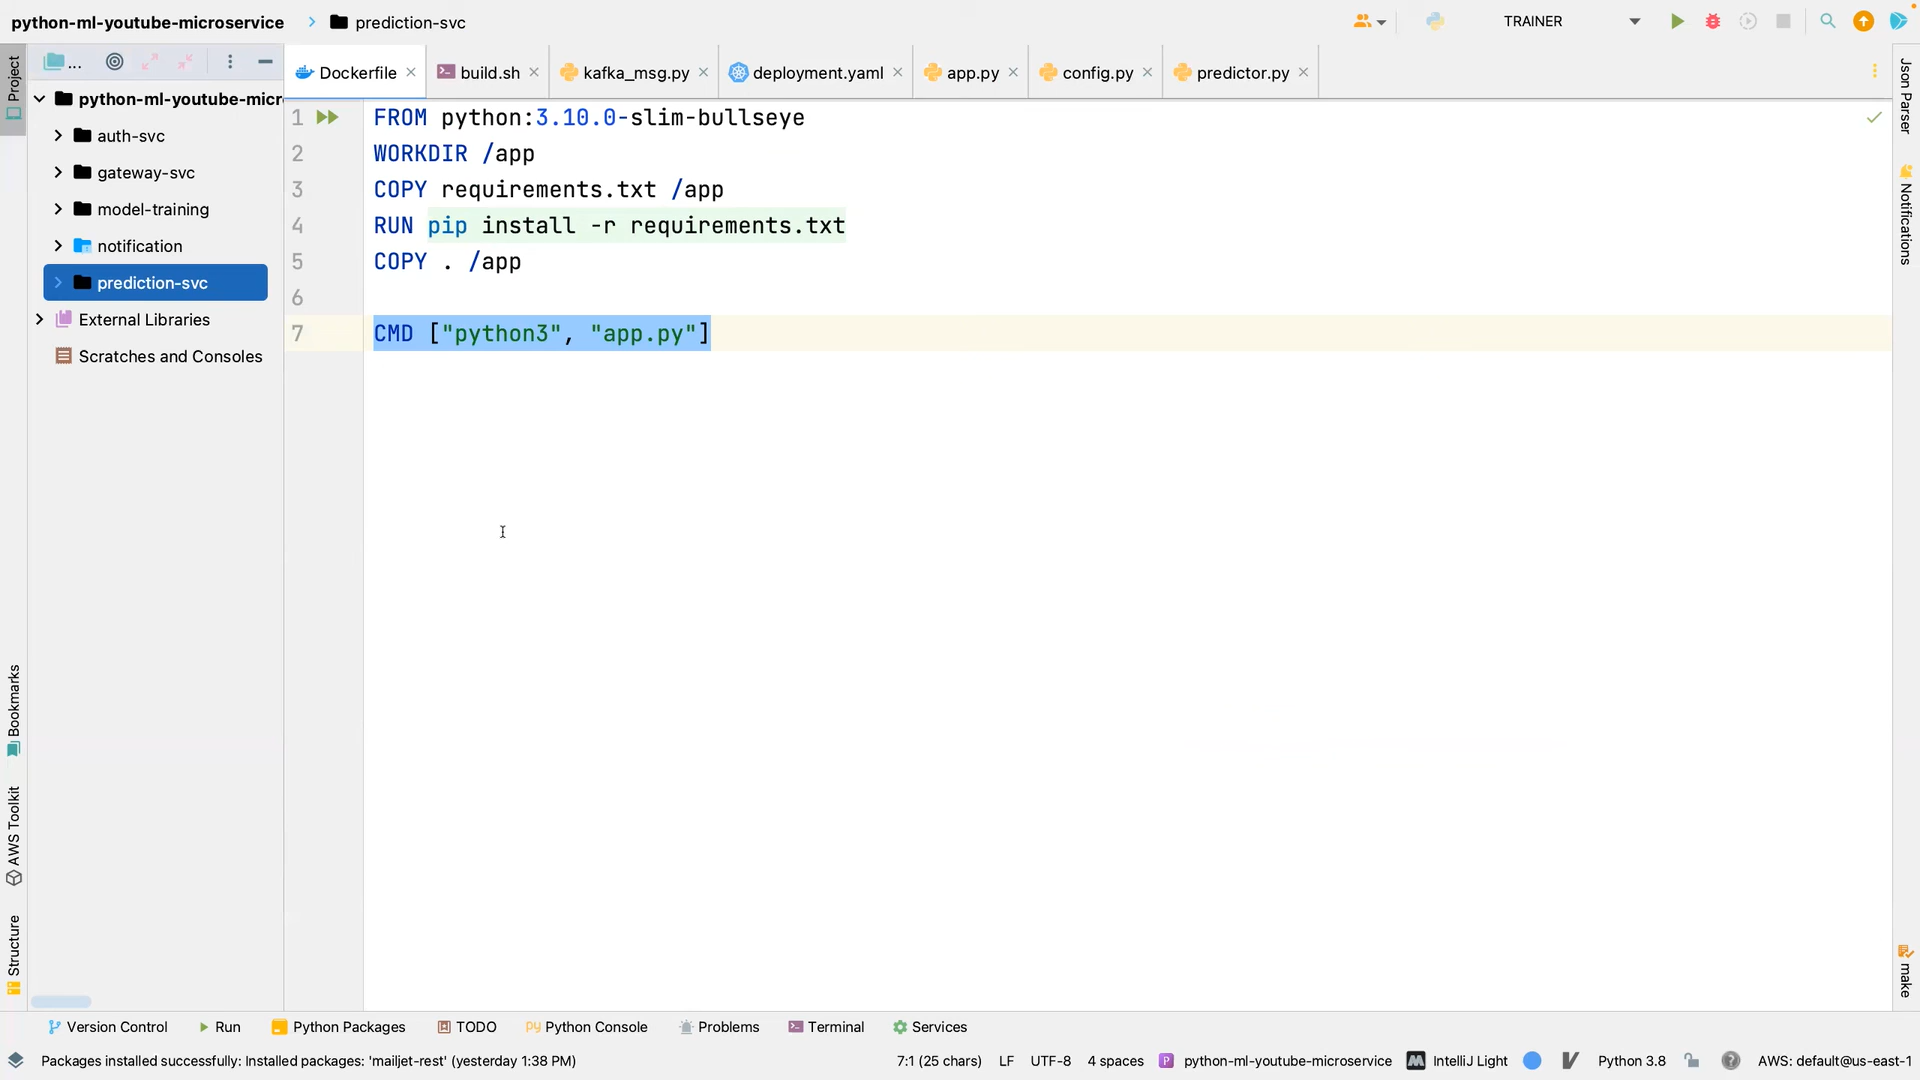 python-ml-youtube-microservice
prediction-svc
TRAINER
Project
...
Dockerfile
build.sh
kafka_msg.py
deployment.yaml
app.py
config.py
predictor.py
python-ml-youtube-micr
auth-svc
gateway-svc
model-training
notification
prediction-svc
External Libraries
Scratches and Consoles
1 FROM python:3.10.0-slim-bullseye
2 WORKDIR /app
3 COPY requirements.txt /app
4 RUN pip install -r requirements.txt
5 COPY . /app
6
7 CMD ["python3", "app.py"]
Json Parser
Notifications
make
Bookmarks
AWS Toolkit
Structure
Version Control
Run
Python Packages
TODO
Python Console
Problems
Terminal
Services
Packages installed successfully: Installed packages: 'mailjet-rest' (yesterday 1:38 PM)
7:1 (25 chars)
LF
UTF-8
4 spaces
python-ml-youtube-microservice
IntelliJ Light
Python 3.8
AWS: default@us-east-1